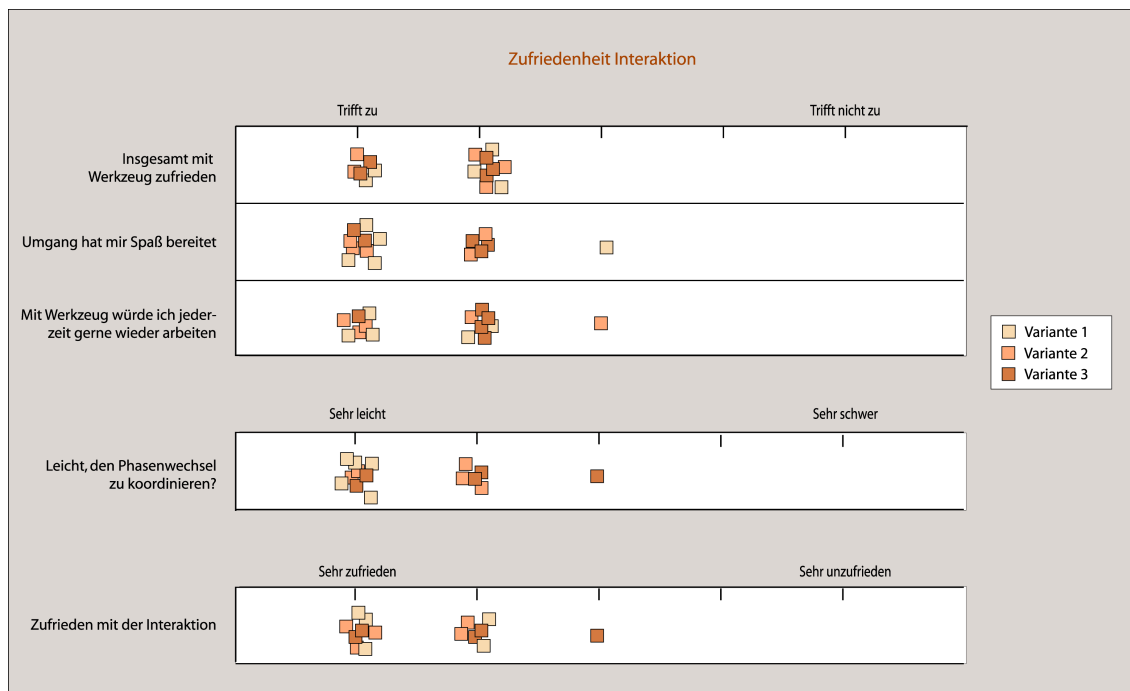 Zufriedenheit Interaktion
Trifft zu
Trifft nicht zu
Insgesamt mit
Werkzeug zufrieden
Umgang hat mir Spaß bereitet
Mit Werkzeug würde ich jeder-
zeit gerne wieder arbeiten
Variante 1
Variante 2
Variante 3
Sehr leicht
Sehr schwer
Leicht, den Phasenwechsel
zu koordinieren?
Sehr zufrieden
Sehr unzufrieden
Zufrieden mit der Interaktion